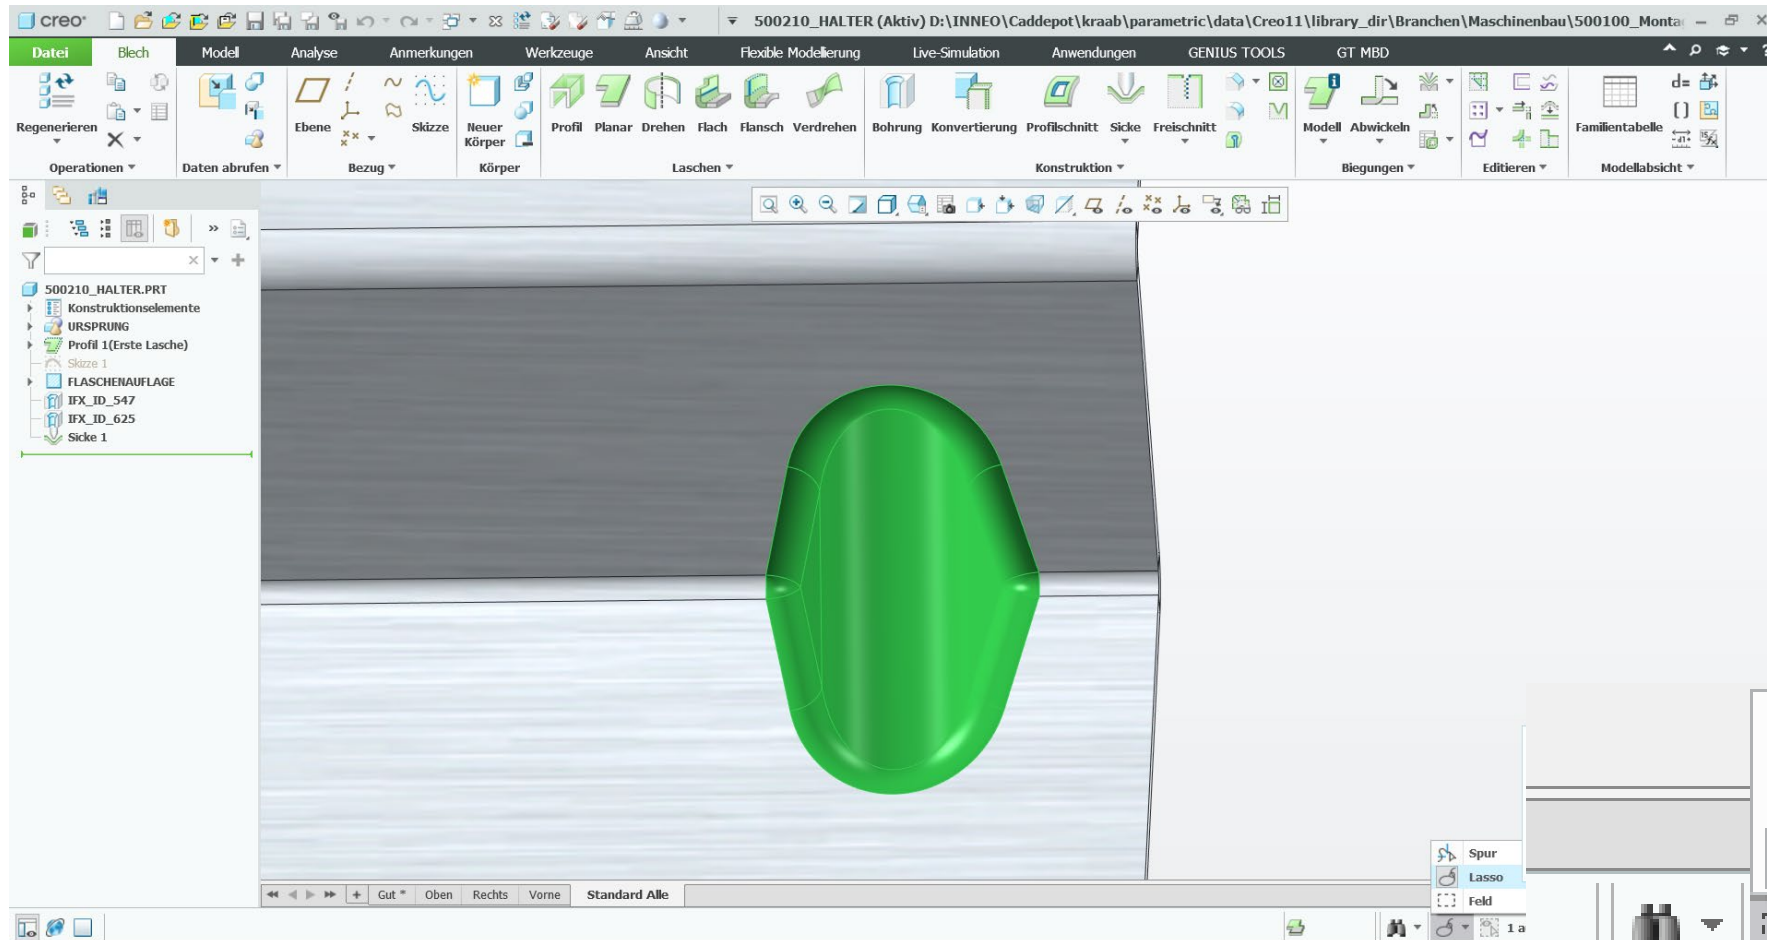 creo
500210_HALTER (Aktiv) D:\INNEO\Caddepot\kraab\parametric\data\Creo11\library_dir\Branchen\Maschinenbau\500100_Monta
Datei Blech Modell Analyse Anmerkungen Werkzeuge Ansicht Flexible Modellierung Live-Simulation Anwendungen GENIUS TOOLS GT MBD
Regenerieren
Ebene
Skizze
Neuer Körper
Profil Planar Drehen Flach Flansch Verdrehen
Bohrung Konvertierung Profilschnitt Sicke Freischnitt
Modell Abwickeln
Familientabelle
d=
Operationen Daten abrufen Bezug Körper Laschen Konstruktion Biegungen Editieren Modellabsicht
500210_HALTER.PRT
Konstruktionselemente
URSPRUNG
Profil 1(Erste Lasche)
Skizze 1
FLASCHENAUFLAGE
IFX_ID_547
IFX_ID_625
Sicke 1
Spur
Lasso
Feld
Gut * Oben Rechts Vorne Standard Alle
1 a